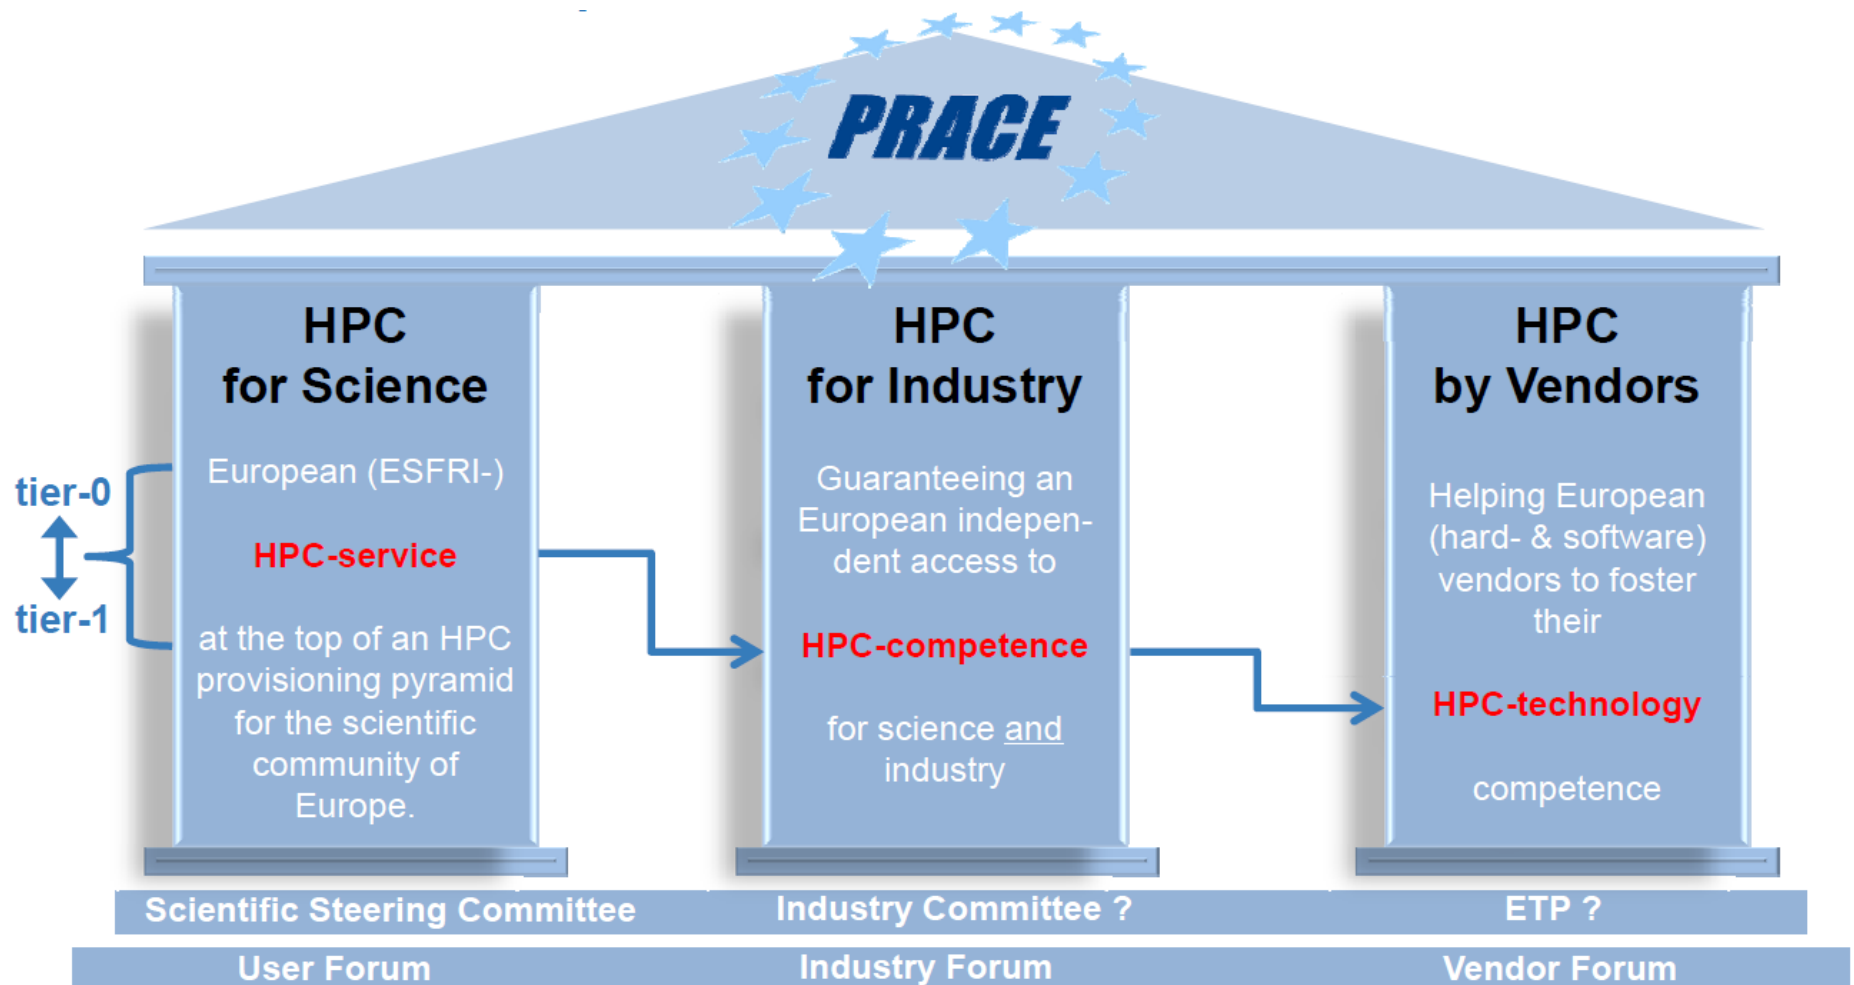 PRACE
HPC
for Science
European (ESFRI-)
HPC-service
at the top of an HPC
provisioning pyramid
for the scientific
community of
Europe.
tier-0
tier-1
HPC
for Industry
Guaranteeing an
European indepen-
dent access to
HPC-competence
for science and
industry
HPC
by Vendors
Helping European
(hard- & software)
vendors to foster
their
HPC-technology
competence
Scientific Steering Committee
Industry Committee ?
ETP ?
User Forum
Industry Forum
Vendor Forum